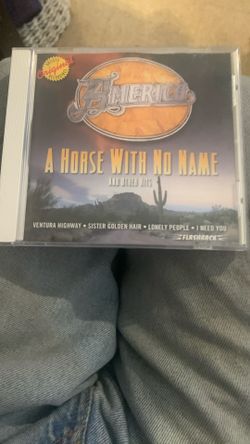 Original
AMERICA
A HORSE WITH NO NAME
AND OTHER HITS
VENTURA HIGHWAY • SISTER GOLDEN HAIR • LONELY PEOPLE • I NEED YOU
FLASHBACK